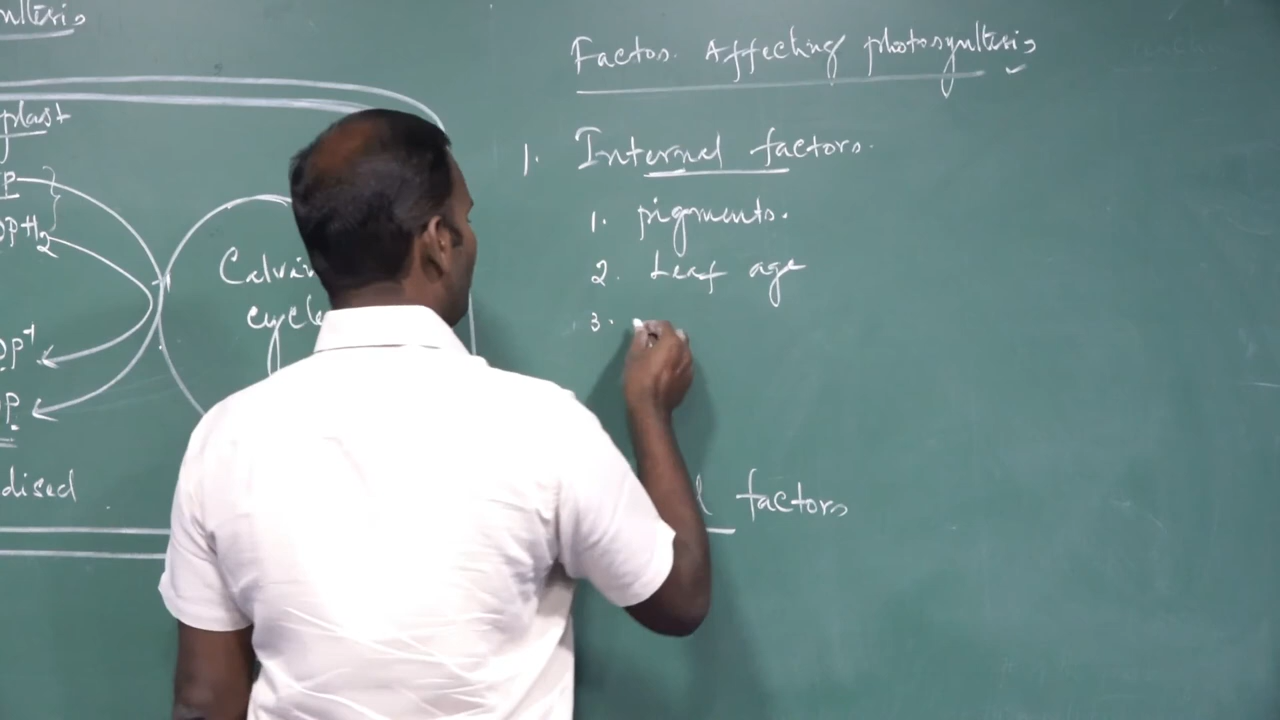 plast
DPH2
Calvin
cycle
DP+
dised
Factors Affecting photosynthesis
1. Internal factors.
1. pigments.
2. Leaf age
3.
factors